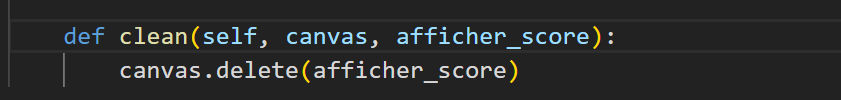 def clean(self, canvas, afficher_score):
canvas.delete(afficher_score)